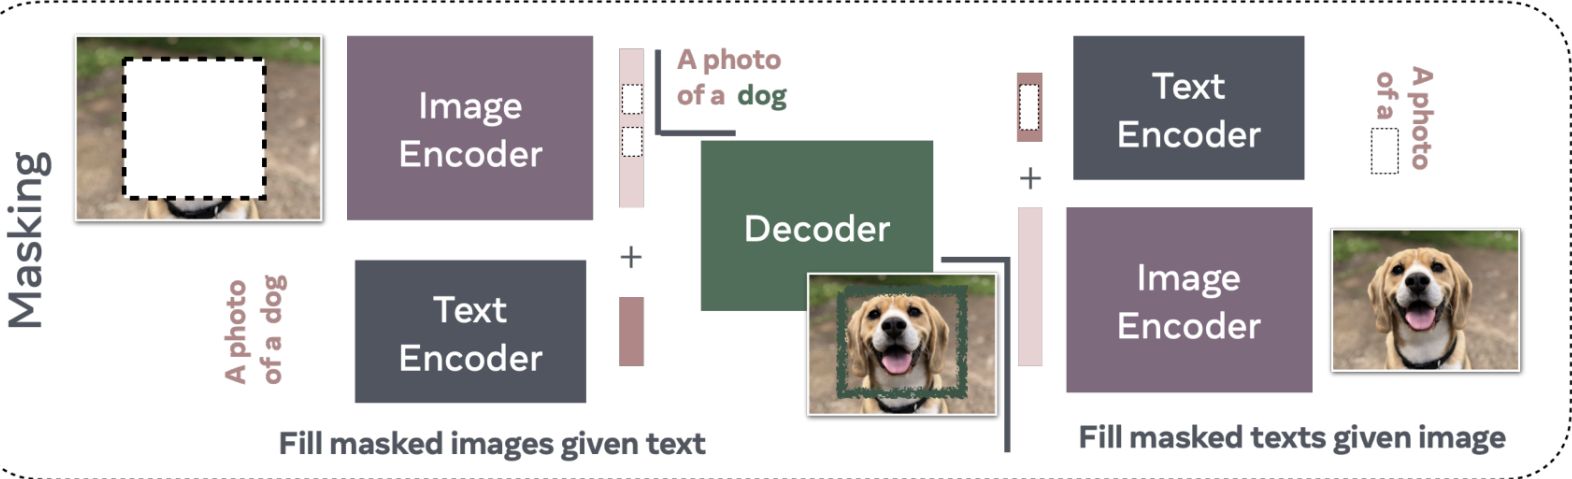 Masking
Image
Encoder
A photo
of a dog
Text
Encoder
Fill masked images given text
A photo
of a dog
Decoder
Text
Encoder
A photo
of a
Image
Encoder
Fill masked texts given image